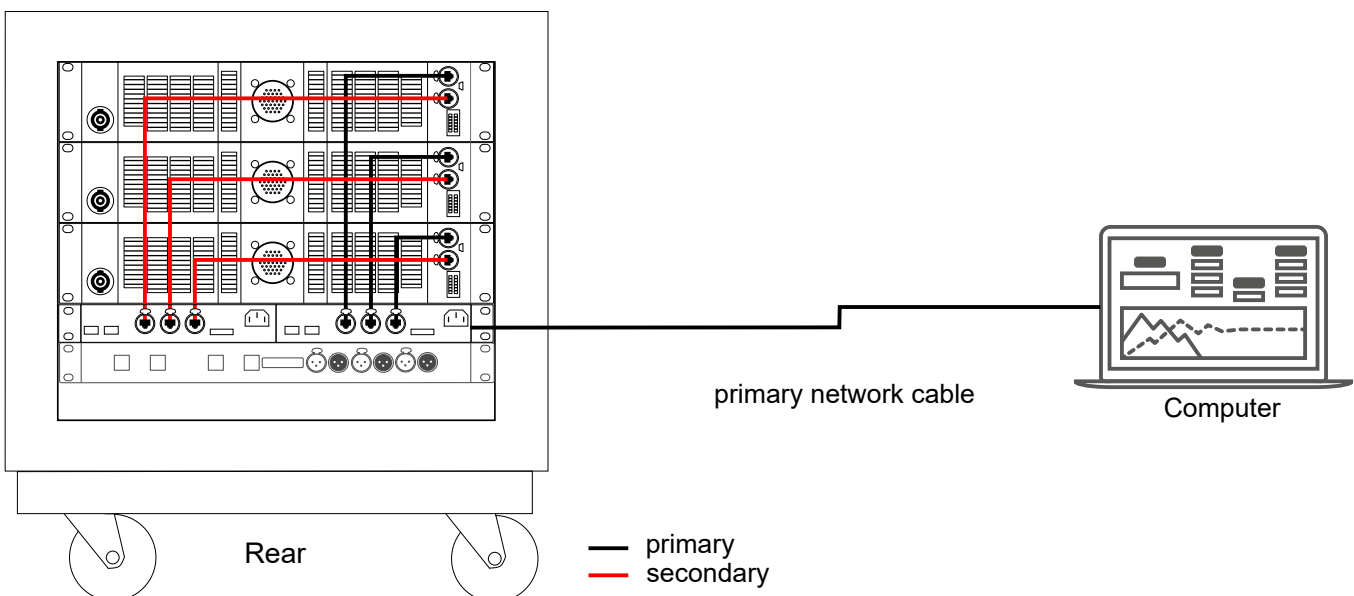 primary network cable
Computer
Rear
primary
secondary